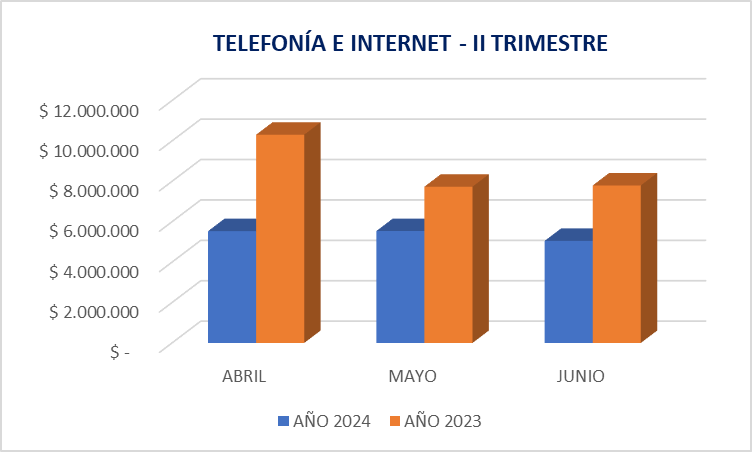 TELEFONÍA E INTERNET - II TRIMESTRE
$ 12.000.000
$ 10.000.000
$ 8.000.000
$ 6.000.000
$ 4.000.000
$ 2.000.000
$ -
ABRIL MAYO JUNIO
AÑO 2024 AÑO 2023